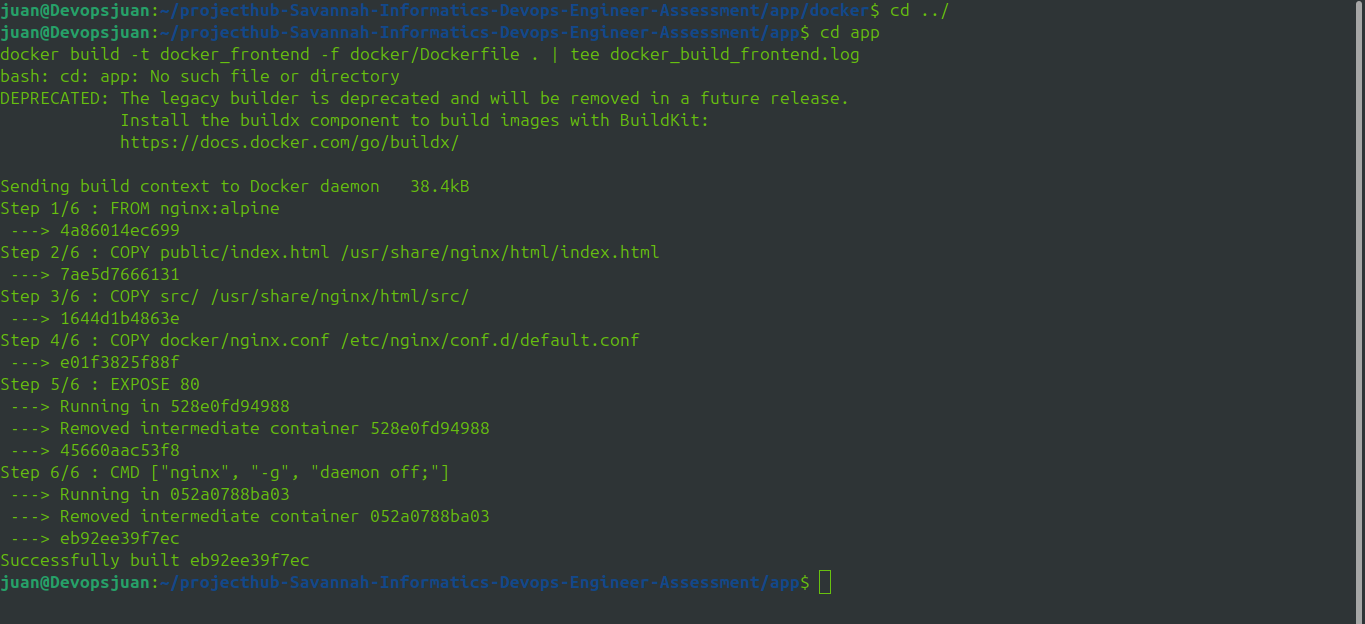 juan@Devopsjuan:~/projecthub-Savannah-Informatics-Devops-Engineer-Assessment/app/docker$ cd ../
juan@Devopsjuan:~/projecthub-Savannah-Informatics-Devops-Engineer-Assessment/app$ cd app
docker build -t docker_frontend -f docker/Dockerfile . | tee docker_build_frontend.log
bash: cd: app: No such file or directory
DEPRECATED: The legacy builder is deprecated and will be removed in a future release.
            Install the buildx component to build images with BuildKit:
            https://docs.docker.com/go/buildx/

Sending build context to Docker daemon   38.4kB
Step 1/6 : FROM nginx:alpine
 ---> 4a86014ec699
Step 2/6 : COPY public/index.html /usr/share/nginx/html/index.html
 ---> 7ae5d7666131
Step 3/6 : COPY src/ /usr/share/nginx/html/src/
 ---> 1644d1b4863e
Step 4/6 : COPY docker/nginx.conf /etc/nginx/conf.d/default.conf
 ---> e01f3825f88f
Step 5/6 : EXPOSE 80
 ---> Running in 528e0fd94988
 ---> Removed intermediate container 528e0fd94988
 ---> 45660aac53f8
Step 6/6 : CMD ["nginx", "-g", "daemon off;"]
 ---> Running in 052a0788ba03
 ---> Removed intermediate container 052a0788ba03
 ---> eb92ee39f7ec
Successfully built eb92ee39f7ec
juan@Devopsjuan:~/projecthub-Savannah-Informatics-Devops-Engineer-Assessment/app$